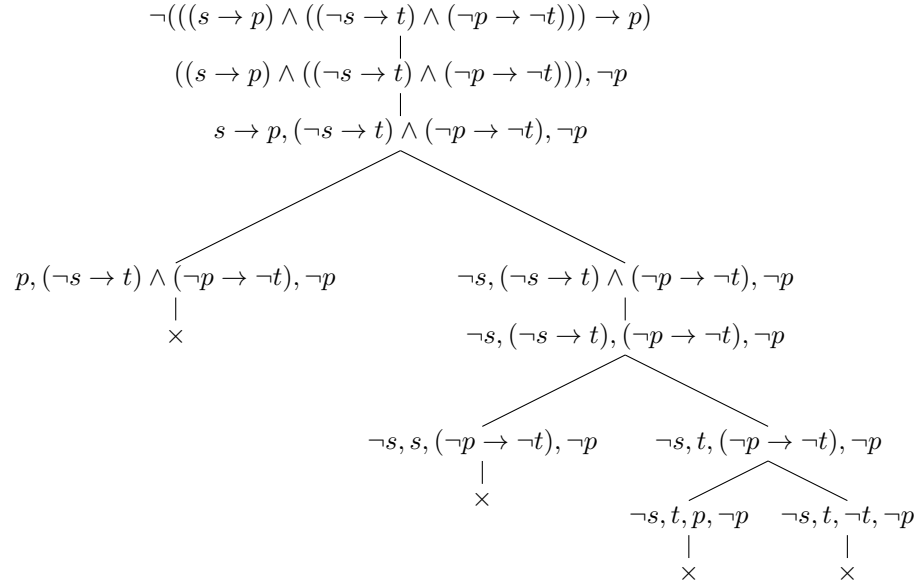 ¬(((s → p) ∧ ((¬s → t) ∧ (¬p → ¬t))) → p)
((s → p) ∧ ((¬s → t) ∧ (¬p → ¬t))), ¬p
s → p, (¬s → t) ∧ (¬p → ¬t), ¬p
p, (¬s → t) ∧ (¬p → ¬t), ¬p
¬s, (¬s → t) ∧ (¬p → ¬t), ¬p
×
¬s, (¬s → t), (¬p → ¬t), ¬p
¬s, s, (¬p → ¬t), ¬p
¬s, t, (¬p → ¬t), ¬p
×
¬s, t, p, ¬p
¬s, t, ¬t, ¬p
×
×